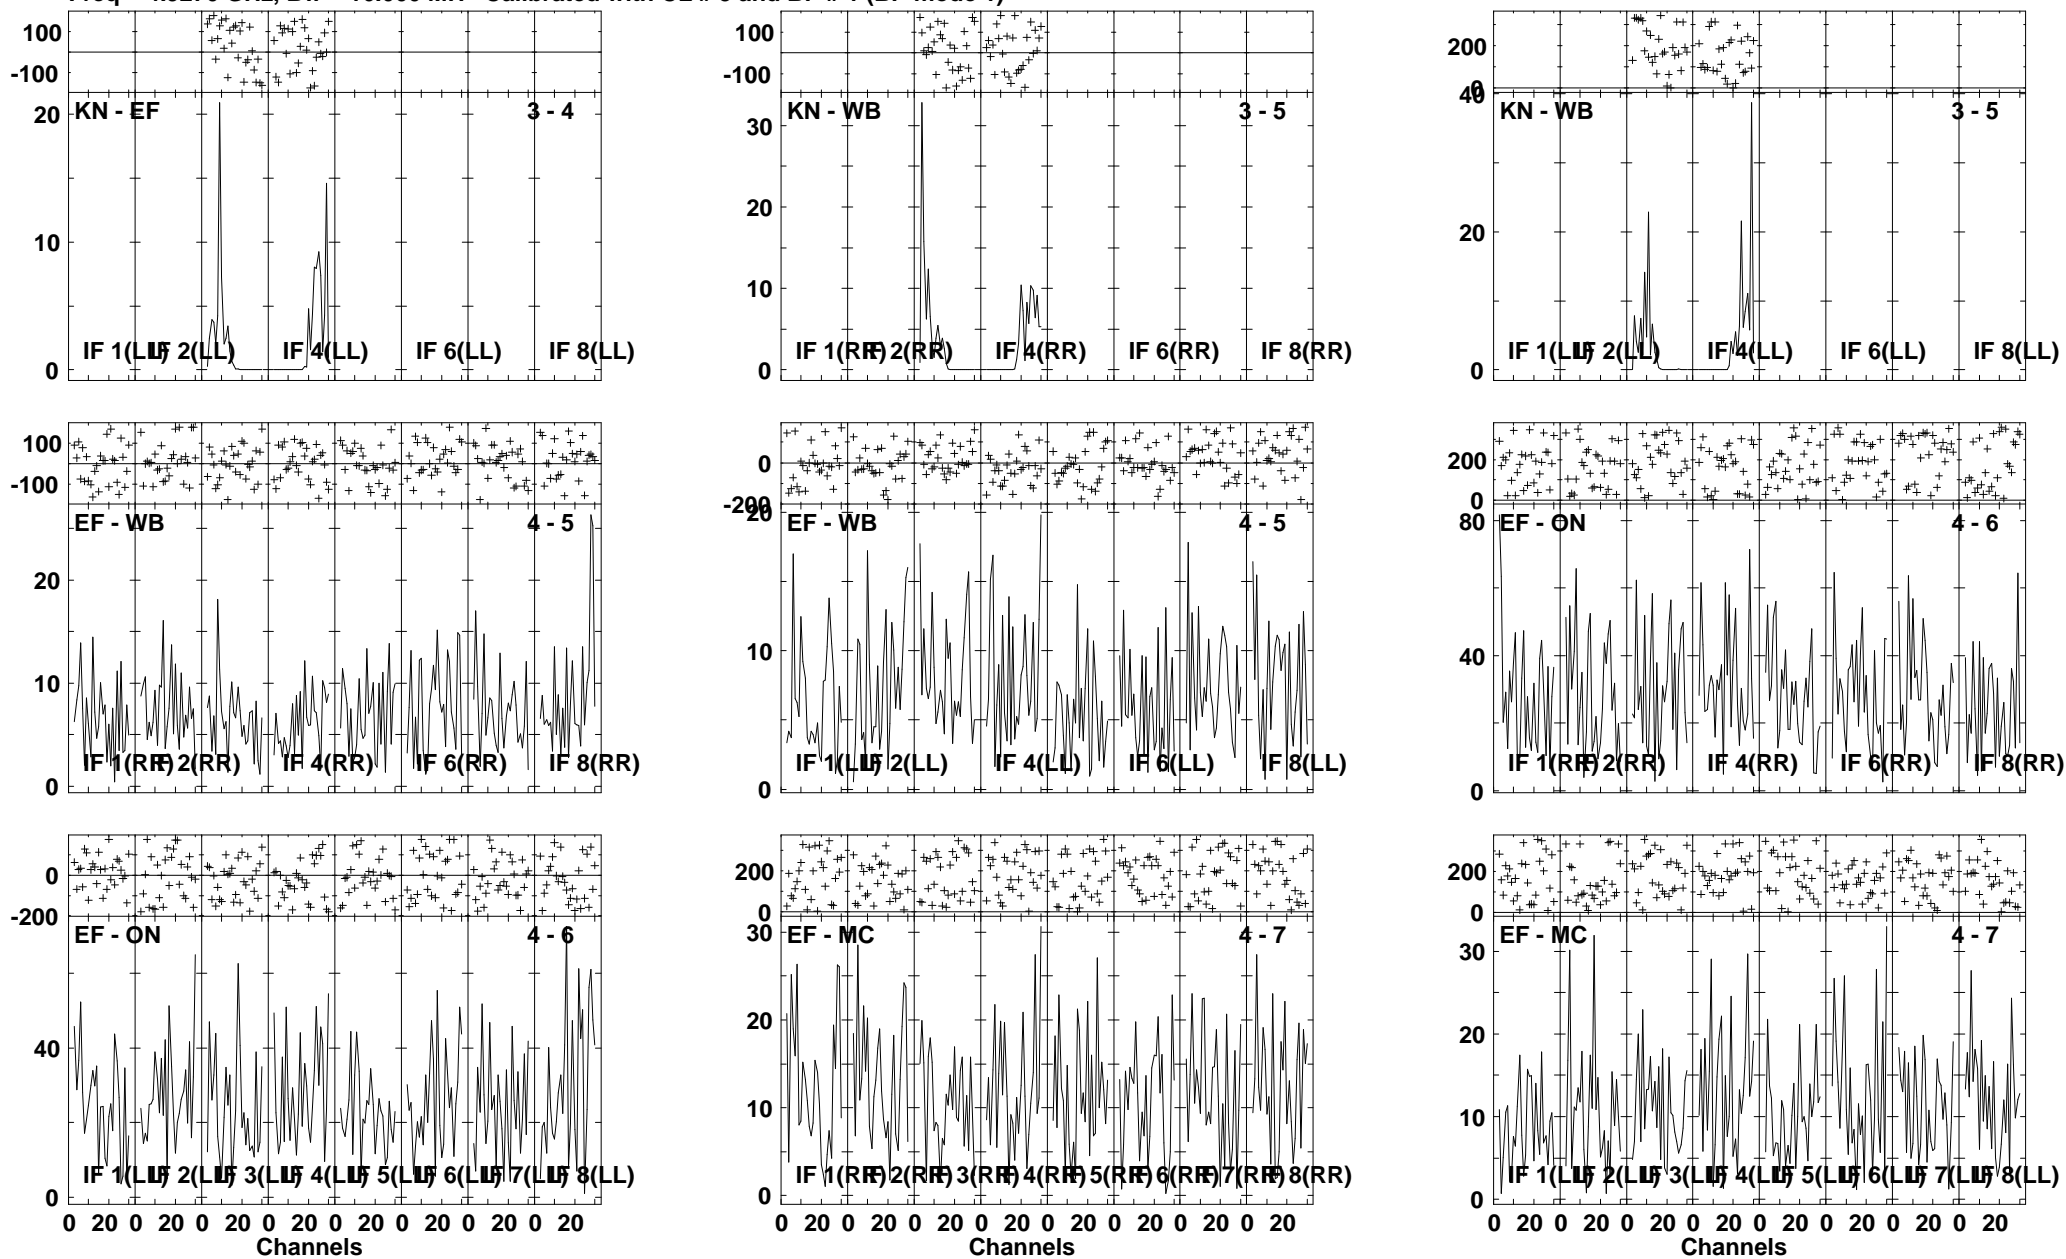 100 100 200
-100 -100 0
KN - EF 3 - 4 KN - WB 3 - 5 40 KN - WB 3 - 5
20 30
20 20
10 10
IF 1(LL) IF 2(LL) IF 4(LL) IF 6(LL) IF 8(LL) IF 1(RR) IF 2(RR) IF 4(RR) IF 6(RR) IF 8(RR) IF 1(LL) IF 2(LL) IF 4(LL) IF 6(LL) IF 8(LL)
0 0 0
100 0 200
-100 -200 0
EF - WB 4 - 5 20 EF - WB 4 - 5 EF - ON 4 - 6
80
20
10 10 40
IF 1(RR) IF 2(RR) IF 4(RR) IF 6(RR) IF 8(RR) IF 1(LL) IF 2(LL) IF 4(LL) IF 6(LL) IF 8(LL) IF 1(RR) IF 2(RR) IF 4(RR) IF 6(RR) IF 8(RR)
0 0 0
0 200 200
-200 0 0
EF - ON 4 - 6 30 EF - MC 4 - 7 EF - MC 4 - 7
30
40 20 20
10 10
IF 1(LL) IF 2(LL) IF 3(LL) IF 4(LL) IF 5(LL) IF 6(LL) IF 7(LL) IF 8(LL) IF 1(RR) IF 2(RR) IF 3(RR) IF 4(RR) IF 5(RR) IF 6(RR) IF 7(RR) IF 8(RR) IF 1(LL) IF 2(LL) IF 3(LL) IF 4(LL) IF 5(LL) IF 6(LL) IF 7(LL) IF 8(LL)
0 0 0
0 20 0 20 0 20 0 20 0 20 0 20 0 20 0 20 0 20 0 20 0 20 0 20 0 20 0 20 0 20 0 20 0 20 0 20 0 20 0 20 0 20 0 20 0 20 0 20
Channels Channels Channels